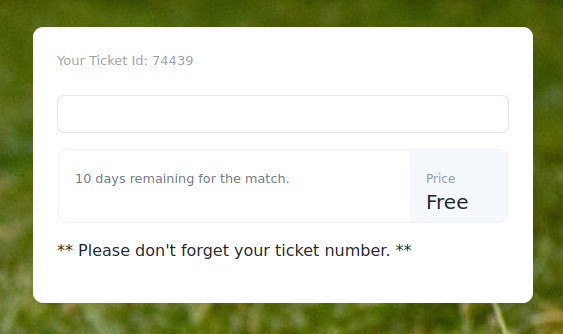 Your Ticket Id: 74439
10 days remaining for the match.
Price
Free
** Please don't forget your ticket number. **